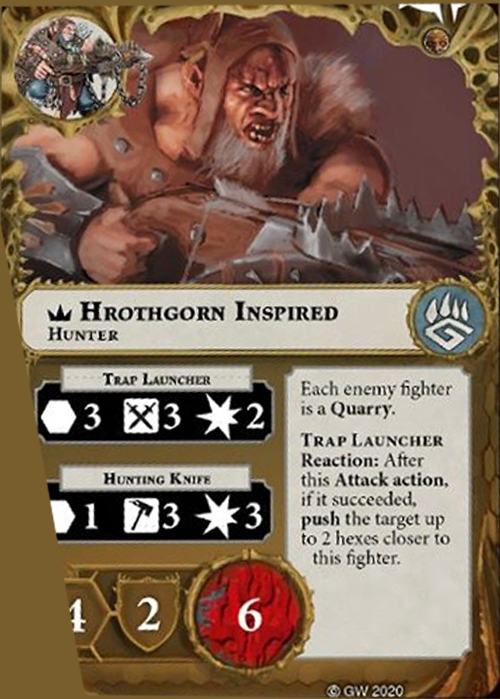 HROTHGORN INSPIRED
HUNTER
TRAP LAUNCHER
3 3 2
HUNTING KNIFE
1 3 3
4 2 6
Each enemy fighter
is a Quarry.
TRAP LAUNCHER
Reaction: After
this Attack action,
if it succeeded,
push the target up
to 2 hexes closer to
this fighter.
© GW 2020